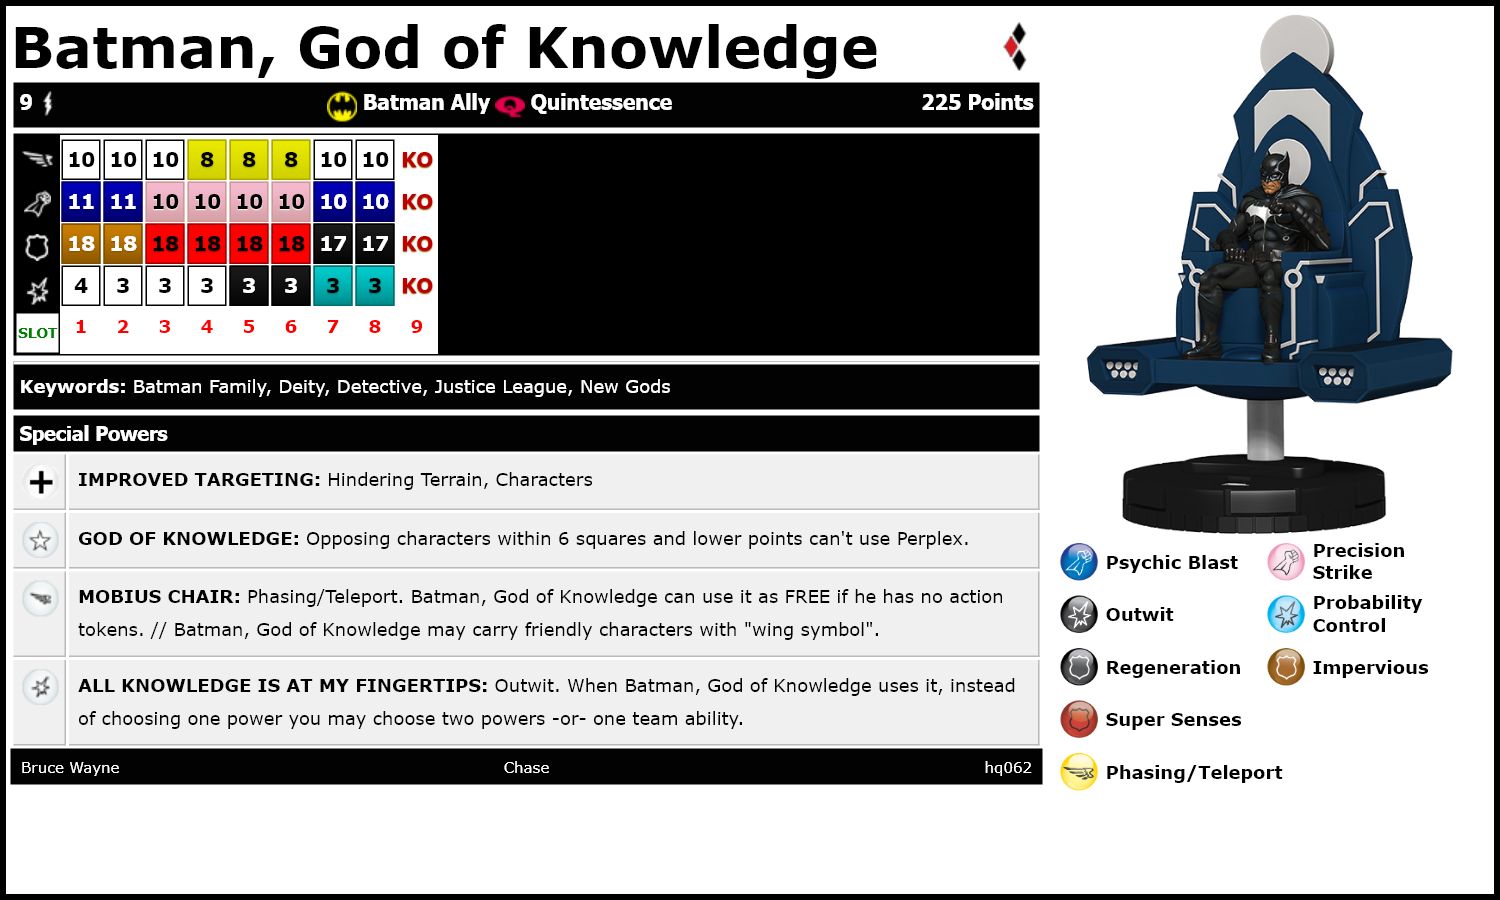 Batman, God of Knowledge
9 Batman Ally Quintessence 225 Points
10 10 10 8 8 8 10 10 KO
11 11 10 10 10 10 10 10 KO
18 18 18 18 18 18 17 17 KO
4 3 3 3 3 3 3 3 KO
SLOT 1 2 3 4 5 6 7 8 9
Keywords: Batman Family, Deity, Detective, Justice League, New Gods
Special Powers
IMPROVED TARGETING: Hindering Terrain, Characters
GOD OF KNOWLEDGE: Opposing characters within 6 squares and lower points can't use Perplex.
MOBIUS CHAIR: Phasing/Teleport. Batman, God of Knowledge can use it as FREE if he has no action
tokens. // Batman, God of Knowledge may carry friendly characters with "wing symbol".
ALL KNOWLEDGE IS AT MY FINGERTIPS: Outwit. When Batman, God of Knowledge uses it, instead
of choosing one power you may choose two powers -or- one team ability.
Bruce Wayne Chase hq062
Psychic Blast
Precision
Strike
Outwit
Probability
Control
Regeneration
Impervious
Super Senses
Phasing/Teleport